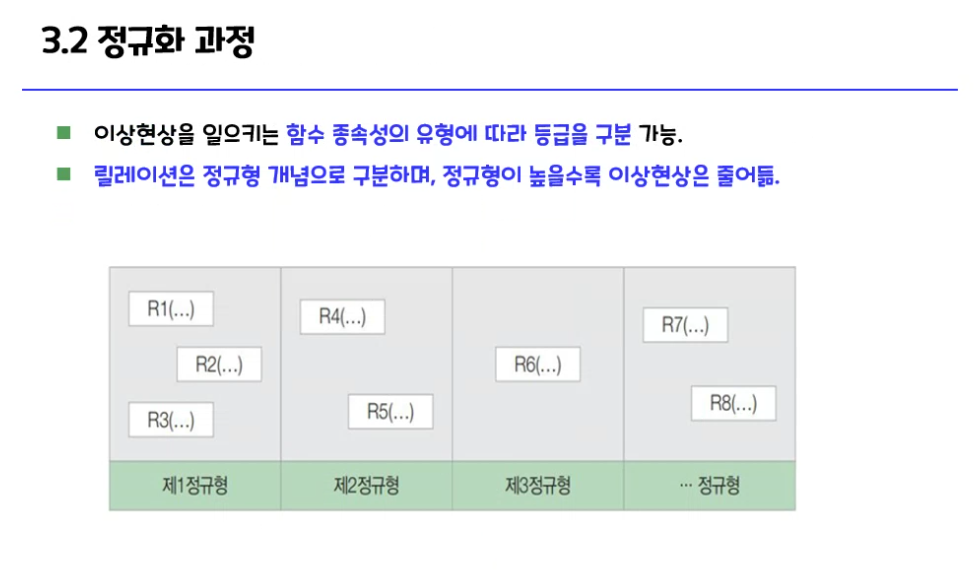 3.2 정규화 과정
이상현상을 일으키는 함수 종속성의 유형에 따라 등급을 구분 가능.
릴레이션은 정규형 개념으로 구분하며, 정규형이 높을수록 이상현상은 줄어듦.
R1(...)
R2(...)
R3(...)
R4(...)
R5(...)
R6(...)
R7(...)
R8(...)
제1정규형
제2정규형
제3정규형
... 정규형